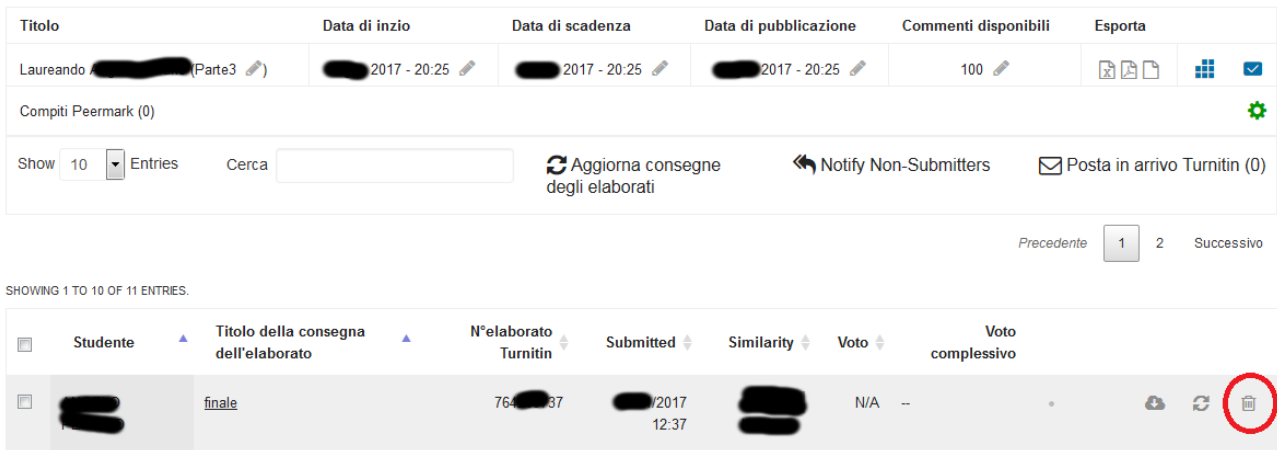 Titolo Data di inzio Data di scadenza Data di pubblicazione Commenti disponibili Esporta
Laureando (Parte3 ) 2017 - 20:25 2017 - 20:25 2017 - 20:25 100
Compiti Peermark (0)
Show 10 Entries Cerca Aggiorna consegne Notify Non-Submitters Posta in arrivo Turnitin (0)
degli elaborati
Precedente 1 2 Successivo
SHOWING 1 TO 10 OF 11 ENTRIES.
Studente Titolo della consegna N°elaborato Submitted Similarity Voto Voto
dell'elaborato Turnitin complessivo
finale 764 37 /2017 N/A --
12:37